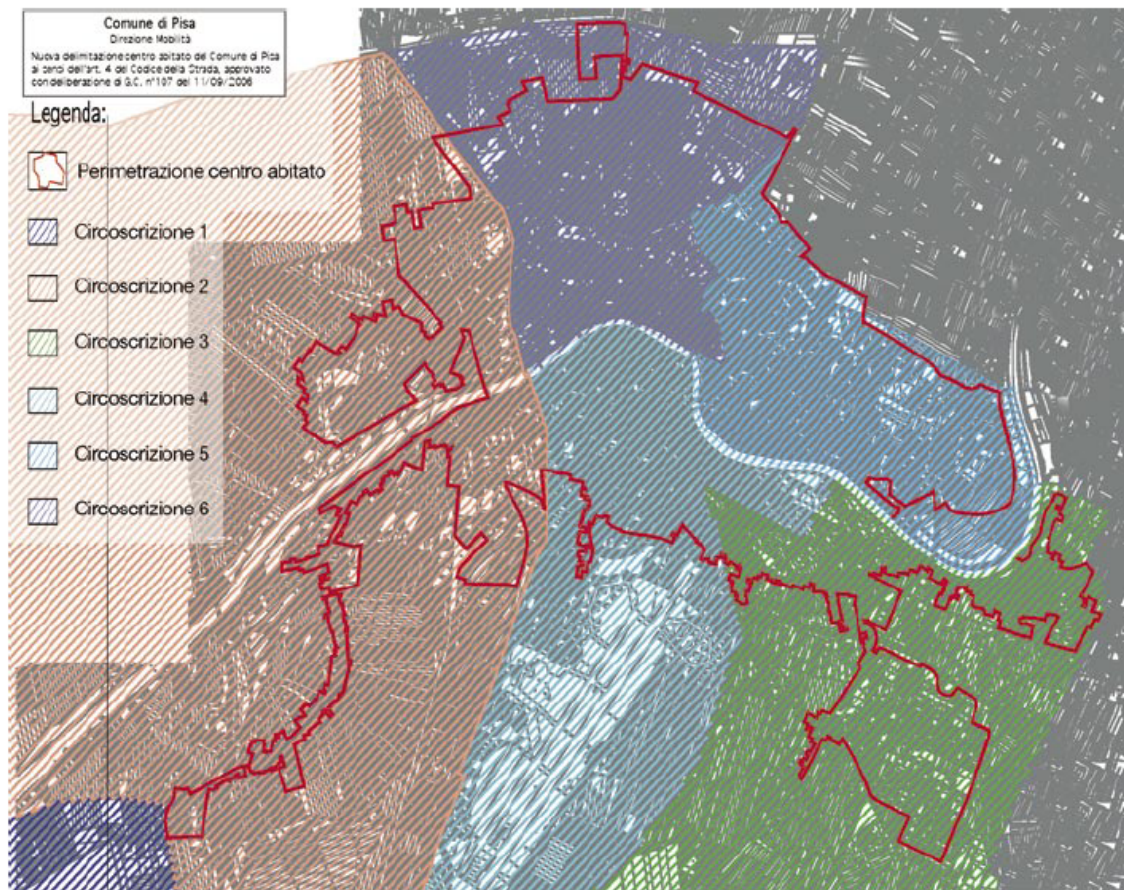 Comune di Pisa
Direzione Mobilità
Nuova delimitazione centro abitato del Comune di Pisa
ai sensi dell'art. 4 del Codice della Strada, approvato
con deliberazione di G.C. n°107 del 11/09/2006
Legenda:
Perimetrazione centro abitato
Circoscrizione 1
Circoscrizione 2
Circoscrizione 3
Circoscrizione 4
Circoscrizione 5
Circoscrizione 6